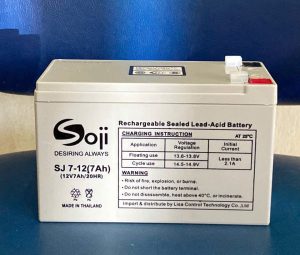 Soji
DESIRING ALWAYS
SJ 7-12(7Ah)
(12V7Ah/20HR)
MADE IN THAILAND
Rechargeable Sealed Lead-Acid Battery
CHARGING INSTRUCTION AT 25°C
Application Voltage Regulation Initial Current
Floating use 13.6-13.8V Less than 2.1A
Cycle use 14.5-14.9V
WARNING
• Risk of fire, explosion, or burns.
• Do not short the battery terminals.
• Do not disassemble, heat above 40°C, or incinerate.
Import & distribute by Lisa Control Technology Co.,Ltd